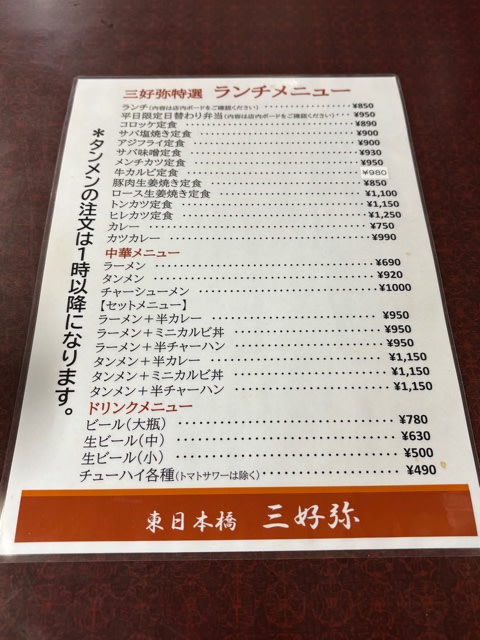 三好弥特選 ランチメニュー
ランチ(内容は店内ボードをご確認ください) ¥850
平日限定日替わり弁当(内容は店内ボードをご確認ください) ¥950
コロッケ定食 ¥890
サバ塩焼き定食 ¥900
アジフライ定食 ¥900
サバ味噌定食 ¥930
メンチカツ定食 ¥950
牛カルビ定食 ¥980
豚肉生姜焼き定食 ¥850
ロース生姜焼き定食 ¥1,100
トンカツ定食 ¥1,150
ヒレカツ定食 ¥1,250
カレー ¥750
カツカレー ¥990
中華メニュー
ラーメン ¥690
タンメン ¥920
チャーシューメン ¥1000
【セットメニュー】
ラーメン+半カレー ¥950
ラーメン+ミニカルビ丼 ¥950
ラーメン+半チャーハン ¥950
タンメン+半カレー ¥1,150
タンメン+ミニカルビ丼 ¥1,150
タンメン+半チャーハン ¥1,150
ドリンクメニュー
ビール(大瓶) ¥780
生ビール(中) ¥630
生ビール(小) ¥500
チューハイ各種(トマトサワーは除く) ¥490
*タンメンの注文は1時以降になります。
東日本橋 三好弥